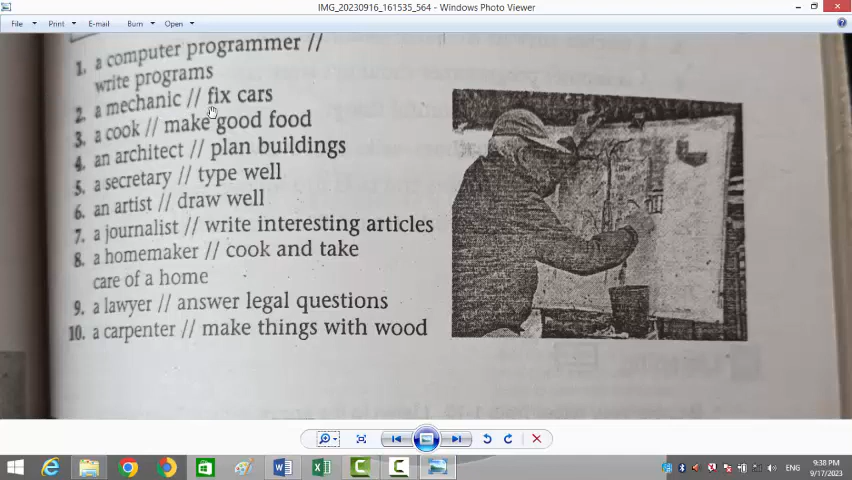 IMG_20230916_161535_564 - Windows Photo Viewer
File Print E-mail Burn Open
1. a computer programmer //
write programs
2. a mechanic // fix cars
3. a cook // make good food
4. an architect // plan buildings
5. a secretary // type well
6. an artist // draw well
7. a journalist // write interesting articles
8. a homemaker // cook and take
care of a home
9. a lawyer // answer legal questions
10. a carpenter // make things with wood
ENG
9:38 PM
9/17/2023